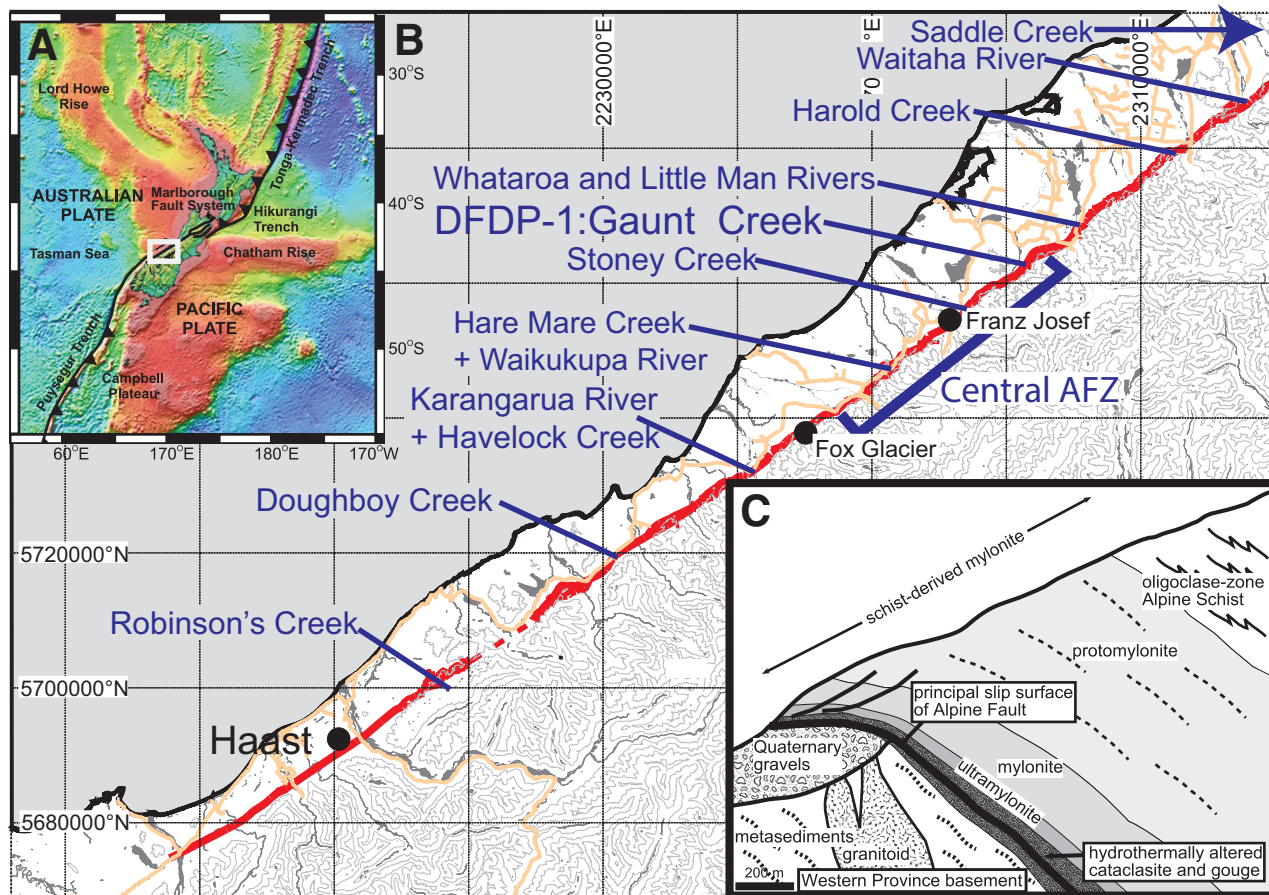 A
30°S
Lord Howe
Rise
Tonga-Kermadec Trench
AUSTRALIAN
PLATE
Marlborough
Fault System
40°S
Hikurangi
Trench
Tasman Sea
Chatham Rise
PACIFIC
PLATE
50°S
Puysegur Trench
Campbell
Plateau
160°E
180°E
170°W
B
2230000°E
70
°E
2310000°E
Saddle Creek
Waitaha River
Harold Creek
Whataroa and Little Man Rivers
DFDP-1:Gaunt Creek
Stoney Creek
Franz Josef
Hare Mare Creek
+ Waikukupa River
Central AFZ
Karangarua River
+ Havelock Creek
Fox Glacier
Doughboy Creek
5720000°N
Robinson's Creek
5700000°N
Haast
5680000°N
C
schist-derived mylonite
oligoclase-zone
Alpine Schist
protomylonite
principal slip surface
of Alpine Fault
Quaternary
gravels
mylonite
ultramylonite
metasediments
granitoid
hydrothermally altered
cataclasite and gouge
200 m
Western Province basement